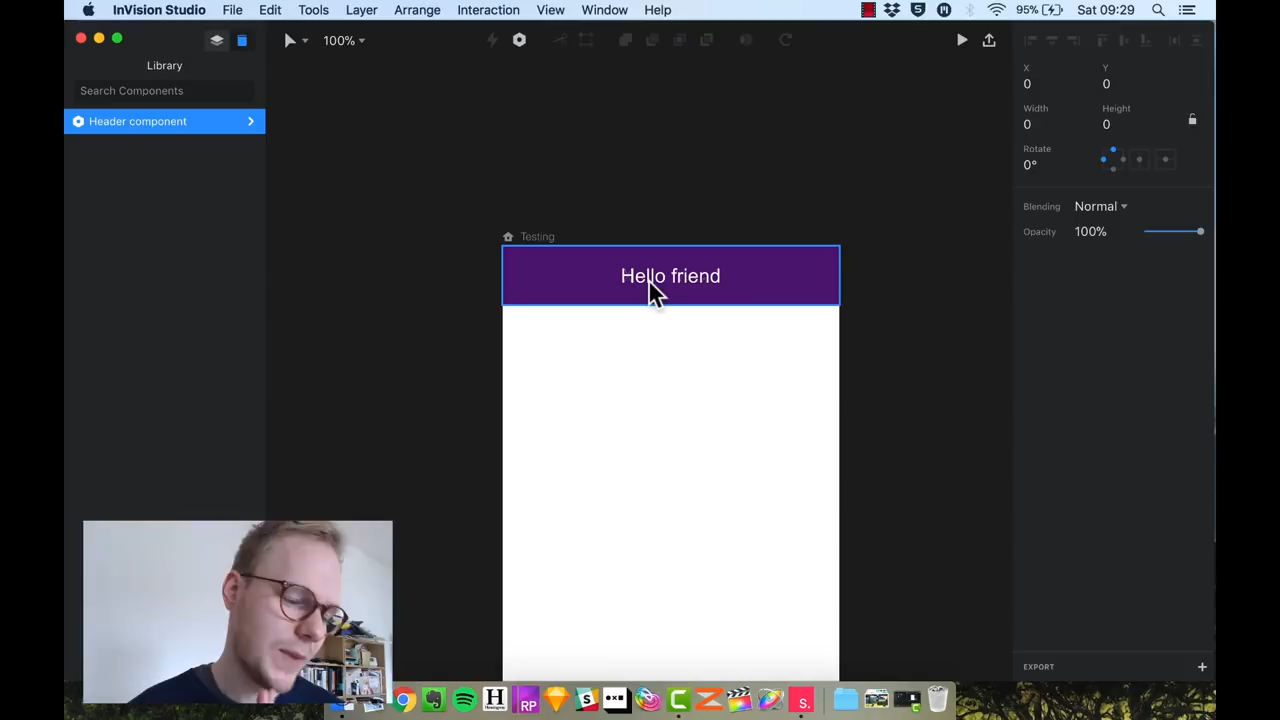 InVision Studio File Edit Tools Layer Arrange Interaction View Window Help 95% Sat 09:29
100%
Library
Search Components
Header component
X Y
0 0
Width Height
0 0
Rotate
0°
Blending Normal
Opacity 100%
Testing
Hello friend
EXPORT +
H RP S.